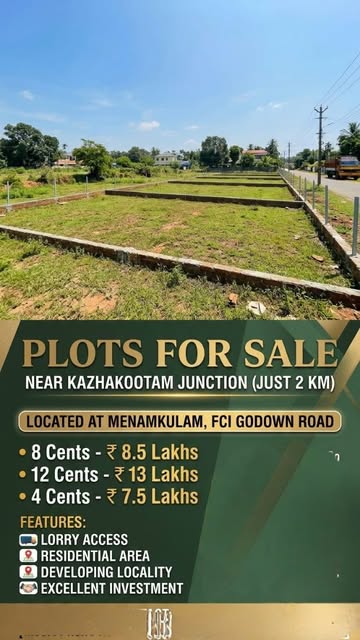 PLOTS FOR SALE
NEAR KAZHAKOOTAM JUNCTION (JUST 2 KM)
LOCATED AT MENAMKULAM, FCI GODOWN ROAD
• 8 Cents - ₹ 8.5 Lakhs
• 12 Cents - ₹ 13 Lakhs
• 4 Cents - ₹ 7.5 Lakhs
FEATURES:
LORRY ACCESS
RESIDENTIAL AREA
DEVELOPING LOCALITY
EXCELLENT INVESTMENT